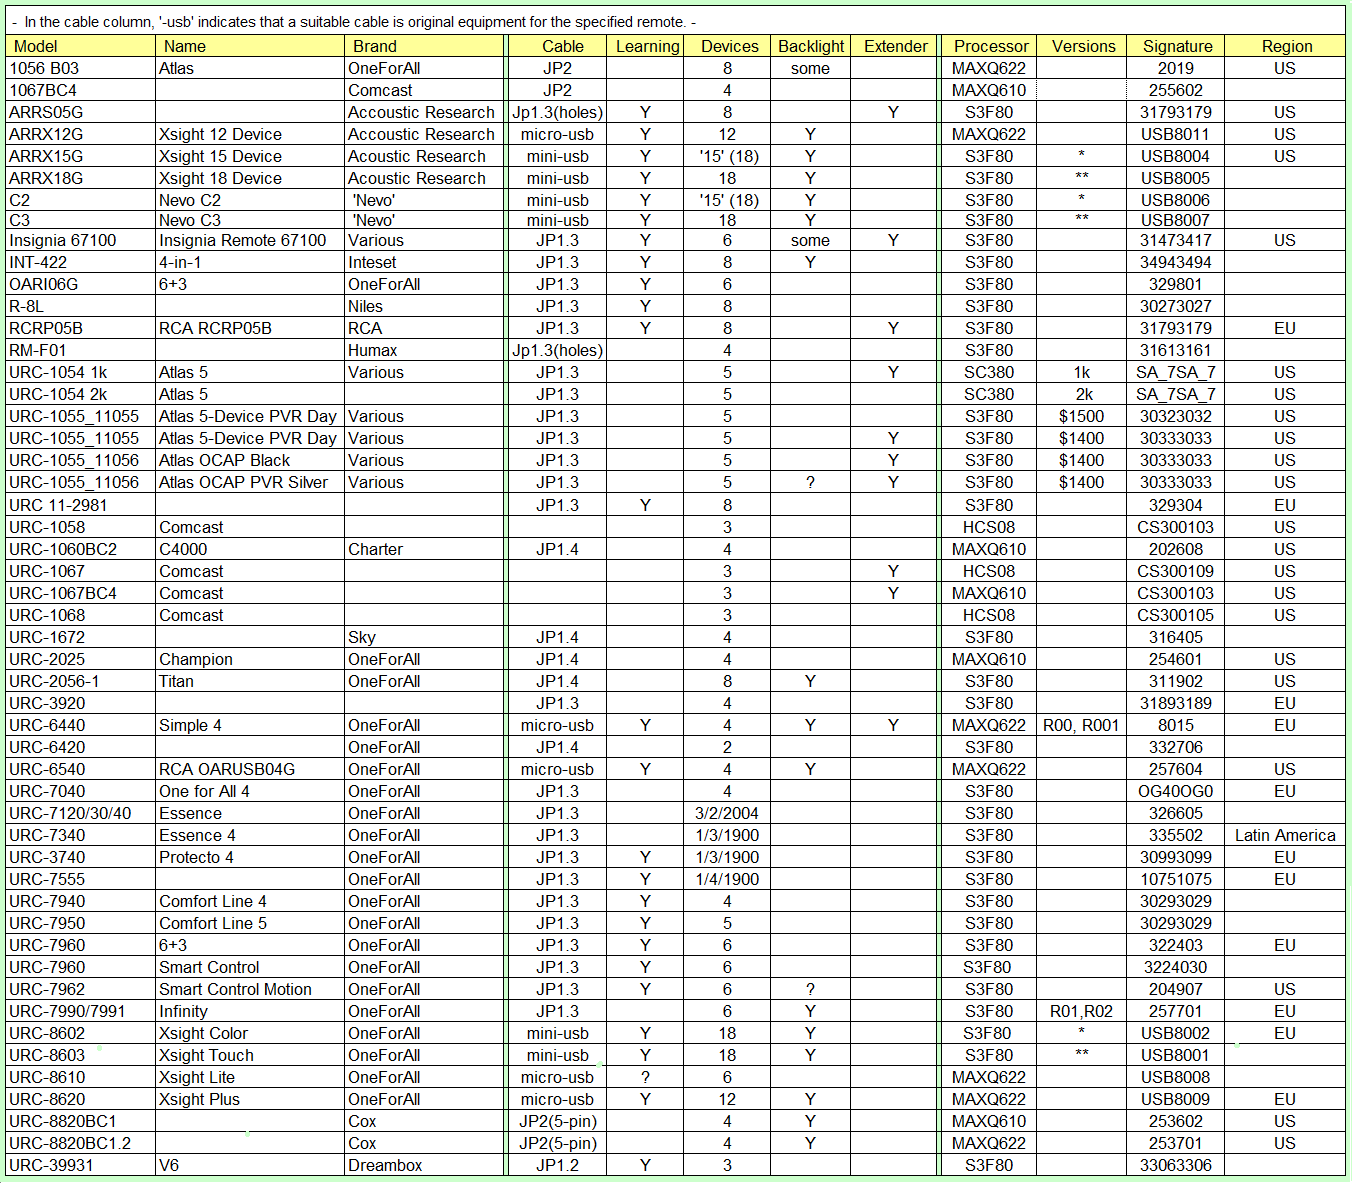 - In the cable column, '-usb' indicates that a suitable cable is original equipment for the specified remote. -
Model Name Brand Cable Learning Devices Backlight Extender Processor Versions Signature Region
1056 B03 Atlas OneForAll JP2 8 some MAXQ622 2019 US
1067BC4 Comcast JP2 4 MAXQ610 255602
ARRS05G Accoustic Research Jp1.3(holes) Y 8 Y S3F80 31793179 US
ARRX12G Xsight 12 Device Accoustic Research micro-usb Y 12 Y MAXQ622 USB8011 US
ARRX15G Xsight 15 Device Acoustic Research mini-usb Y '15' (18) Y S3F80 * USB8004 US
ARRX18G Xsight 18 Device Acoustic Research mini-usb Y 18 Y S3F80 ** USB8005
C2 Nevo C2 'Nevo' mini-usb Y '15' (18) Y S3F80 * USB8006
C3 Nevo C3 'Nevo' mini-usb Y 18 Y S3F80 ** USB8007
Insignia 67100 Insignia Remote 67100 Various JP1.3 Y 6 some Y S3F80 31473417 US
INT-422 4-in-1 Inteset JP1.3 Y 8 Y S3F80 34943494
OARI06G 6+3 OneForAll JP1.3 Y 6 S3F80 329801
R-8L Niles JP1.3 Y 8 S3F80 30273027
RCRP05B RCA RCRP05B RCA JP1.3 Y 8 Y S3F80 31793179 EU
RM-F01 Humax Jp1.3(holes) 4 S3F80 31613161
URC-1054 1k Atlas 5 Various JP1.3 5 Y SC380 1k SA_7SA_7 US
URC-1054 2k Atlas 5 JP1.3 5 SC380 2k SA_7SA_7 US
URC-1055_11055 Atlas 5-Device PVR Day Various JP1.3 5 S3F80 $1500 30323032 US
URC-1055_11055 Atlas 5-Device PVR Day Various JP1.3 5 Y S3F80 $1400 30333033 US
URC-1055_11056 Atlas OCAP Black Various JP1.3 5 Y S3F80 $1400 30333033 US
URC-1055_11056 Atlas OCAP PVR Silver Various JP1.3 5 ? Y S3F80 $1400 30333033 US
URC 11-2981 JP1.3 Y 8 S3F80 329304 EU
URC-1058 Comcast 3 HCS08 CS300103 US
URC-1060BC2 C4000 Charter JP1.4 4 MAXQ610 202608 US
URC-1067 Comcast 3 Y HCS08 CS300109 US
URC-1067BC4 Comcast 3 Y MAXQ610 CS300103 US
URC-1068 Comcast 3 HCS08 CS300105 US
URC-1672 Sky JP1.4 4 S3F80 316405
URC-2025 Champion OneForAll JP1.4 4 MAXQ610 254601 US
URC-2056-1 Titan OneForAll JP1.4 8 Y S3F80 311902 US
URC-3920 JP1.3 4 S3F80 31893189 EU
URC-6440 Simple 4 OneForAll micro-usb Y 4 Y Y MAXQ622 R00, R001 8015 EU
URC-6420 OneForAll JP1.4 2 S3F80 332706
URC-6540 RCA OARUSB04G OneForAll micro-usb Y 4 Y MAXQ622 257604 US
URC-7040 One for All 4 OneForAll JP1.3 4 S3F80 OG40OG0 EU
URC-7120/30/40 Essence OneForAll JP1.3 3/2/2004 S3F80 326605
URC-7340 Essence 4 OneForAll JP1.3 1/3/1900 S3F80 335502 Latin America
URC-3740 Protecto 4 OneForAll JP1.3 Y 1/3/1900 S3F80 30993099 EU
URC-7555 OneForAll JP1.3 Y 1/4/1900 S3F80 10751075 EU
URC-7940 Comfort Line 4 OneForAll JP1.3 Y 4 S3F80 30293029
URC-7950 Comfort Line 5 OneForAll JP1.3 Y 5 S3F80 30293029
URC-7960 6+3 OneForAll JP1.3 Y 6 S3F80 322403 EU
URC-7960 Smart Control OneForAll JP1.3 Y 6 S3F80 3224030
URC-7962 Smart Control Motion OneForAll JP1.3 Y 6 ? S3F80 204907 US
URC-7990/7991 Infinity OneForAll JP1.3 Y 6 Y S3F80 R01,R02 257701 EU
URC-8602 Xsight Color OneForAll mini-usb Y 18 Y S3F80 * USB8002 EU
URC-8603 Xsight Touch OneForAll mini-usb Y 18 Y S3F80 ** USB8001
URC-8610 Xsight Lite OneForAll micro-usb ? 6 MAXQ622 USB8008
URC-8620 Xsight Plus OneForAll micro-usb Y 12 Y MAXQ622 USB8009 EU
URC-8820BC1 Cox JP2(5-pin) 4 Y MAXQ610 253602 US
URC-8820BC1.2 Cox JP2(5-pin) 4 Y MAXQ622 253701 US
URC-39931 V6 Dreambox JP1.2 Y 3 S3F80 33063306